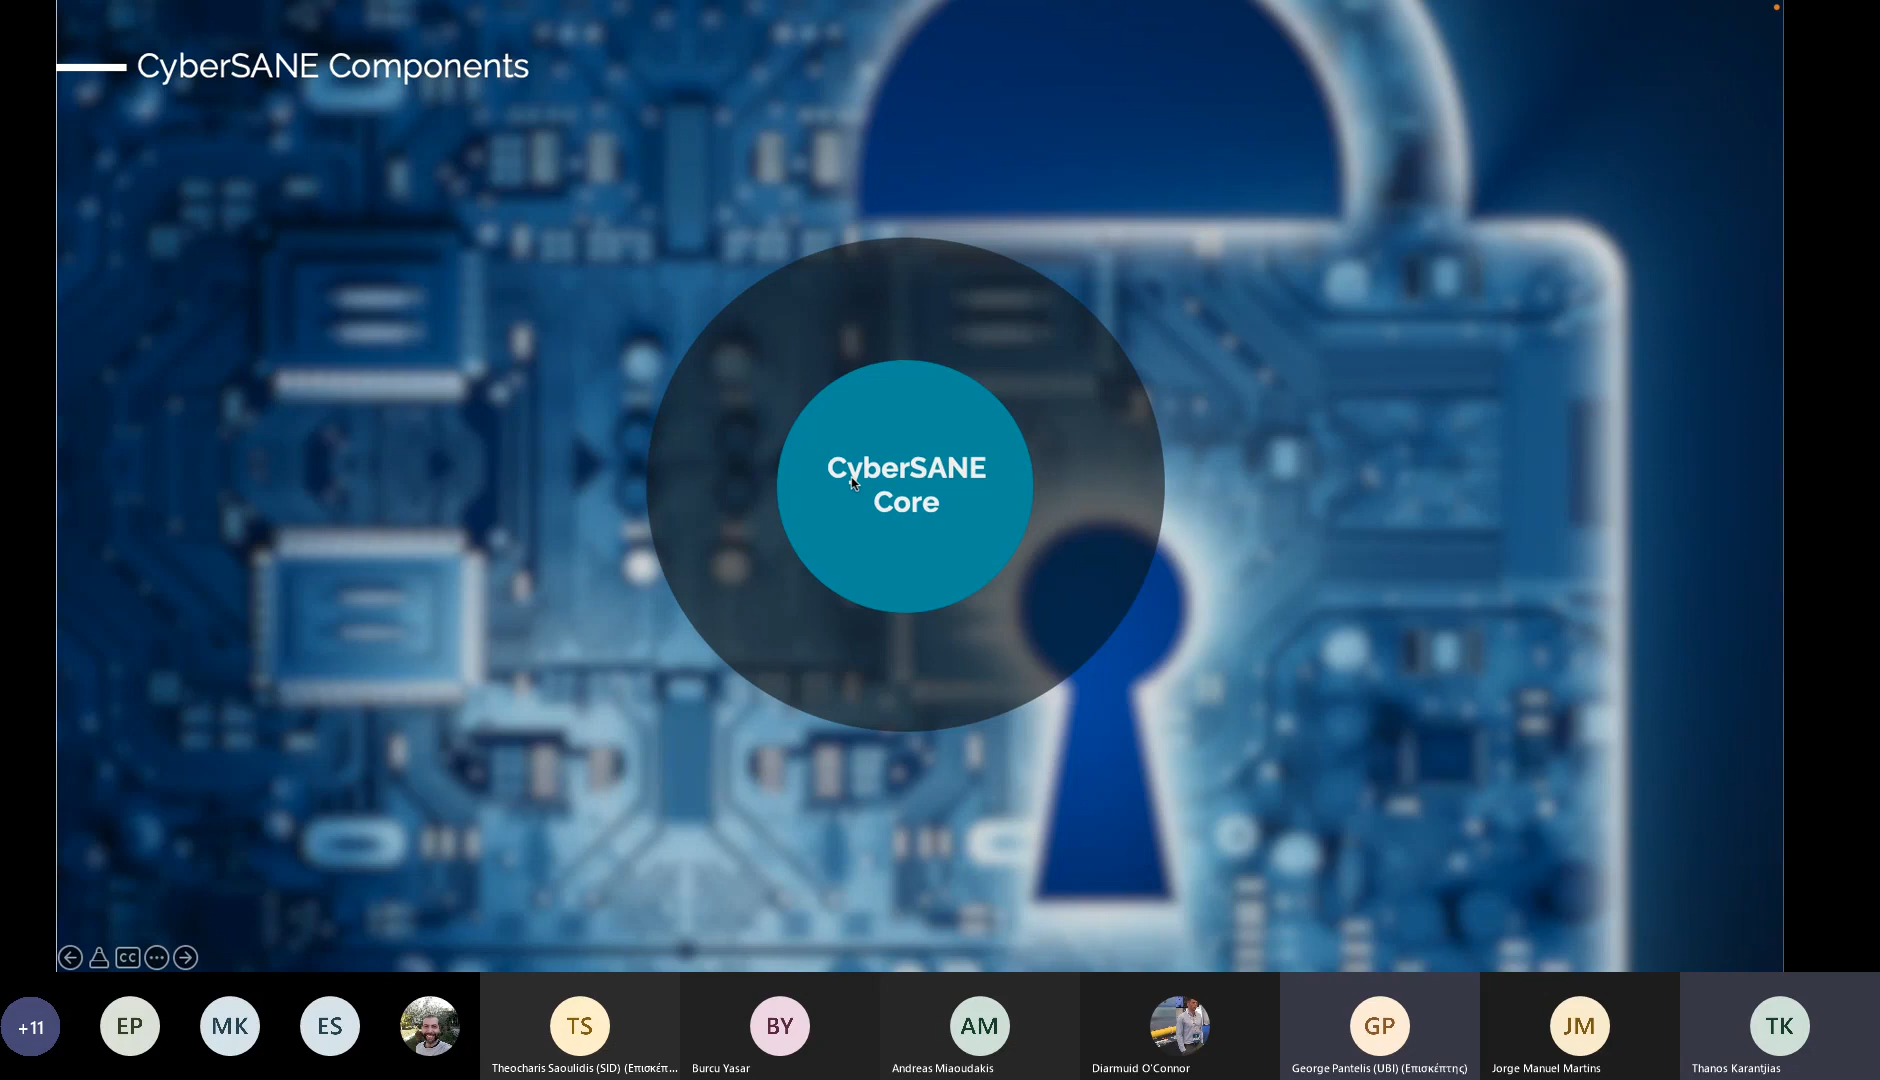 CyberSANE Components
CyberSANE
Core
CC
+11
EP
MK
ES
TS
BY
AM
GP
JM
TK
Theocharis Saoulidis (SID) (Επισκέπ...
Burcu Yasar
Andreas Miaoudakis
Diarmuid O'Connor
George Pantelis (UBI) (Επισκέπτης)
Jorge Manuel Martins
Thanos Karantjias